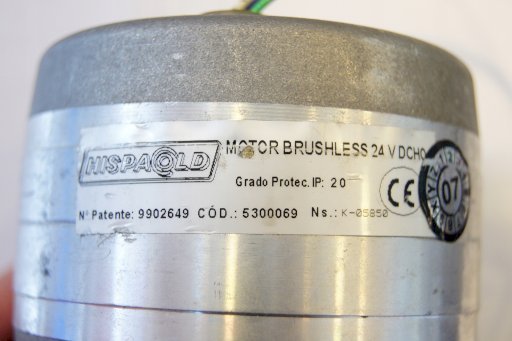 HISPACOLD
MOTOR BRUSHLESS 24 V DCHO
Grado Protec. IP: 20
CE
07
Nº Patente: 9902649 CÓD.: 5300069 Ns.: K-05850